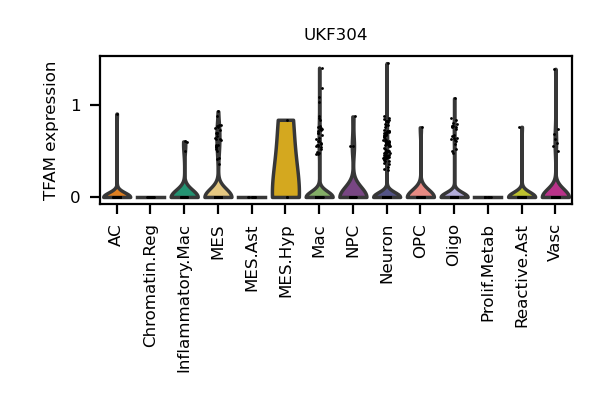 UKF304
TFAM expression
1
0
AC
Chromatin.Reg
Inflammatory.Mac
MES
MES.Ast
MES.Hyp
Mac
NPC
Neuron
OPC
Oligo
Prolif.Metab
Reactive.Ast
Vasc